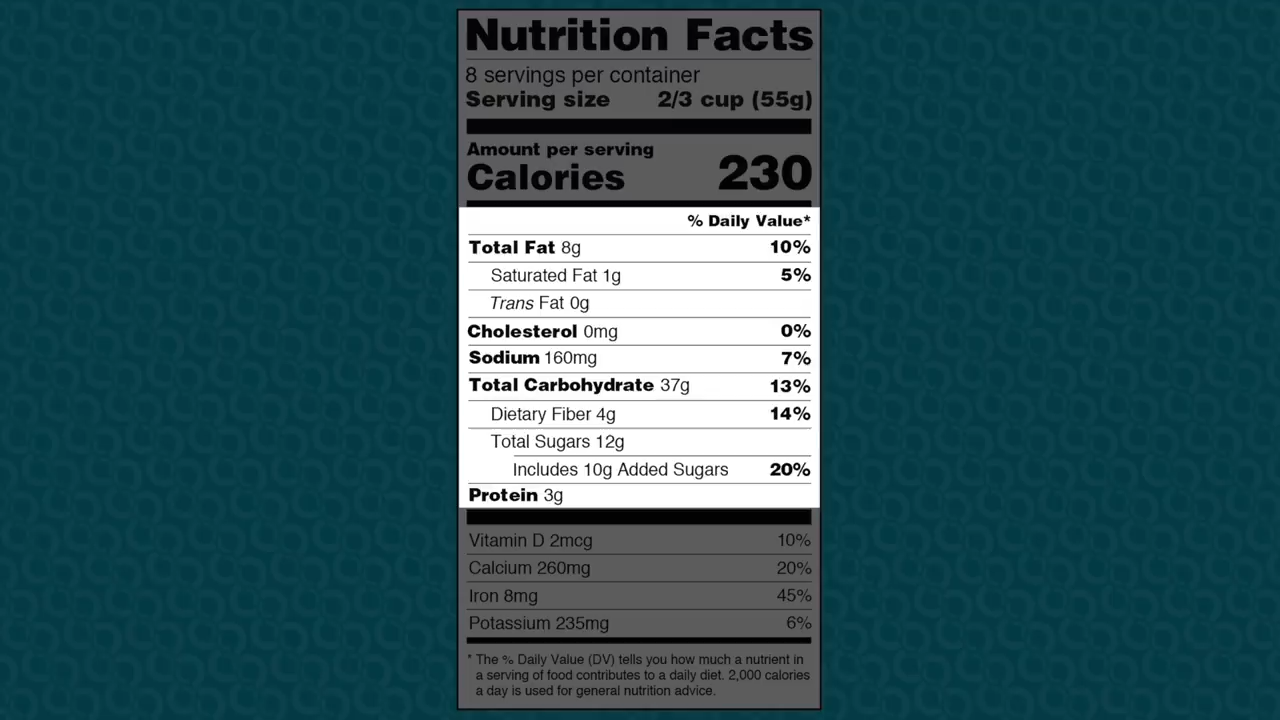 Nutrition Facts
8 servings per container
Serving size 2/3 cup (55g)
Amount per serving
Calories 230
% Daily Value*
Total Fat 8g 10%
Saturated Fat 1g 5%
Trans Fat 0g
Cholesterol 0mg 0%
Sodium 160mg 7%
Total Carbohydrate 37g 13%
Dietary Fiber 4g 14%
Total Sugars 12g
Includes 10g Added Sugars 20%
Protein 3g
Vitamin D 2mcg 10%
Calcium 260mg 20%
Iron 8mg 45%
Potassium 235mg 6%
* The % Daily Value (DV) tells you how much a nutrient in
a serving of food contributes to a daily diet. 2,000 calories
a day is used for general nutrition advice.